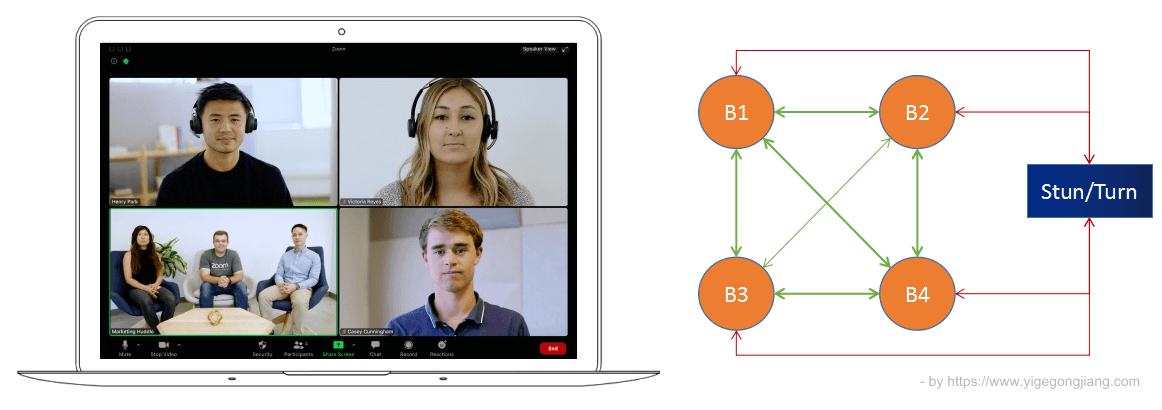 Zoom
Speaker View
Henry Park
Victoria Reyes
zoom
Marketing Huddle
Casey Cunningham
Mute
Stop Video
Security
Participants
Share Screen
Chat
Record
Reactions
End
B1
B2
Stun/Turn
B3
B4
- by https://www.yigegongjiang.com